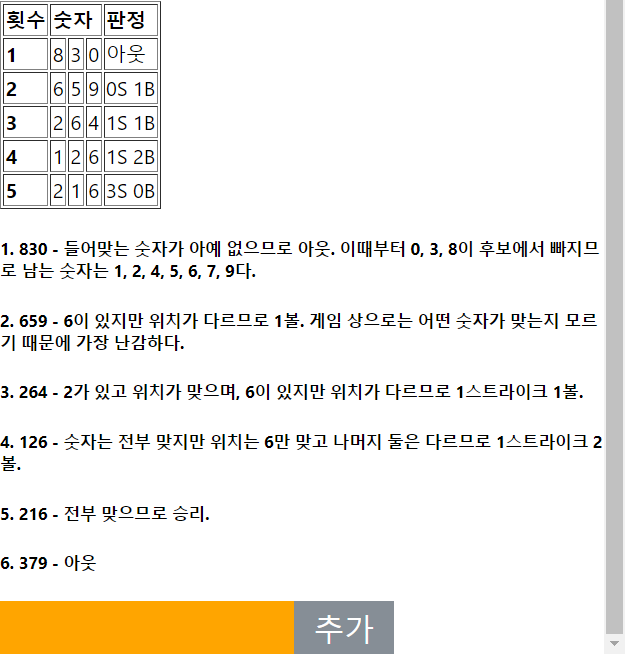 횟수 숫자 판정
1 8 3 0 아웃
2 6 5 9 0S 1B
3 2 6 4 1S 1B
4 1 2 6 1S 2B
5 2 1 6 3S 0B
1. 830 - 들어맞는 숫자가 아예 없으므로 아웃. 이때부터 0, 3, 8이 후보에서 빠지므
로 남는 숫자는 1, 2, 4, 5, 6, 7, 9다.
2. 659 - 6이 있지만 위치가 다르므로 1볼. 게임 상으로는 어떤 숫자가 맞는지 모르
기 때문에 가장 난감하다.
3. 264 - 2가 있고 위치가 맞으며, 6이 있지만 위치가 다르므로 1스트라이크 1볼.
4. 126 - 숫자는 전부 맞지만 위치는 6만 맞고 나머지 둘은 다르므로 1스트라이크 2
볼.
5. 216 - 전부 맞으므로 승리.
6. 379 - 아웃
추가